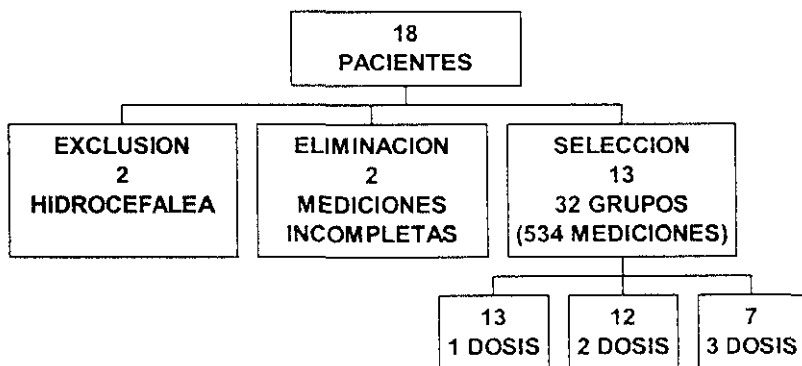 18
PACIENTES
EXCLUSION
2
HIDROCEFALEA
ELIMINACION
2
MEDICIONES
INCOMPLETAS
SELECCION
13
32 GRUPOS
(534 MEDICIONES)
13
1 DOSIS
12
2 DOSIS
7
3 DOSIS